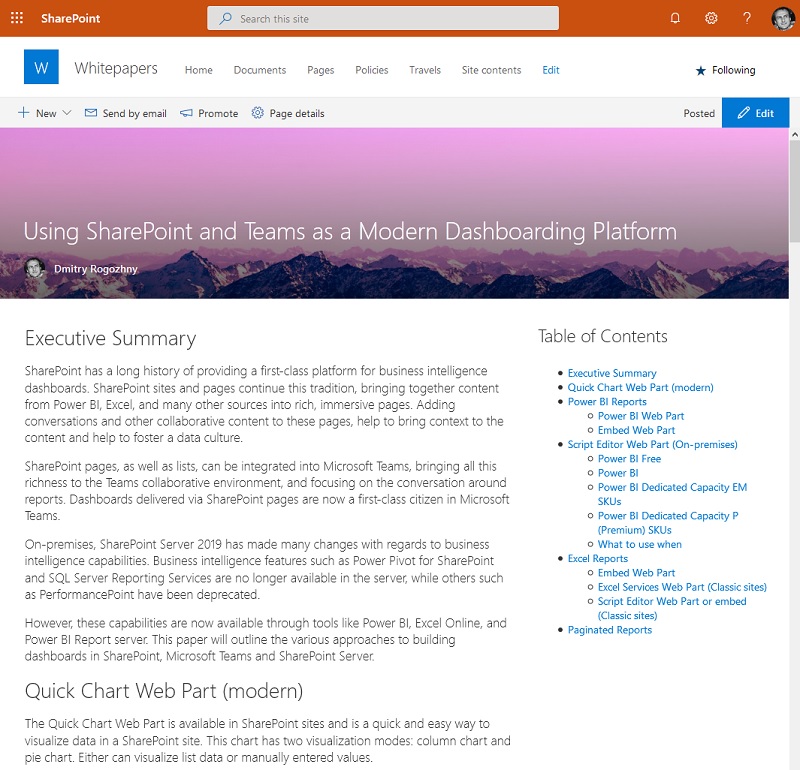 SharePoint
Search this site
?
W
Whitepapers
Home
Documents
Pages
Policies
Travels
Site contents
Edit
Following
New
Send by email
Promote
Page details
Posted
Edit
Using SharePoint and Teams as a Modern Dashboarding Platform
Dmitry Rogozhny
Executive Summary
SharePoint has a long history of providing a first-class platform for business intelligence
dashboards. SharePoint sites and pages continue this tradition, bringing together content
from Power BI, Excel, and many other sources into rich, immersive pages. Adding
conversations and other collaborative content to these pages, help to bring context to the
content and help to foster a data culture.
SharePoint pages, as well as lists, can be integrated into Microsoft Teams, bringing all this
richness to the Teams collaborative environment, and focusing on the conversation around
reports. Dashboards delivered via SharePoint pages are now a first-class citizen in Microsoft
Teams.
On-premises, SharePoint Server 2019 has made many changes with regards to business
intelligence capabilities. Business intelligence features such as Power Pivot for SharePoint
and SQL Server Reporting Services are no longer available in the server, while others such
as PerformancePoint have been deprecated.
However, these capabilities are now available through tools like Power BI, Excel Online, and
Power BI Report server. This paper will outline the various approaches to building
dashboards in SharePoint, Microsoft Teams and SharePoint Server.
Quick Chart Web Part (modern)
The Quick Chart Web Part is available in SharePoint sites and is a quick and easy way to
visualize data in a SharePoint site. This chart has two visualization modes: column chart and
pie chart. Either can visualize list data or manually entered values.
Table of Contents
Executive Summary
Quick Chart Web Part (modern)
Power BI Reports
Power BI Web Part
Embed Web Part
Script Editor Web Part (On-premises)
Power BI Free
Power BI
Power BI Dedicated Capacity EM
SKUs
Power BI Dedicated Capacity P
(Premium) SKUs
What to use when
Excel Reports
Embed Web Part
Excel Services Web Part (Classic sites)
Script Editor Web Part or embed
(Classic sites)
Paginated Reports